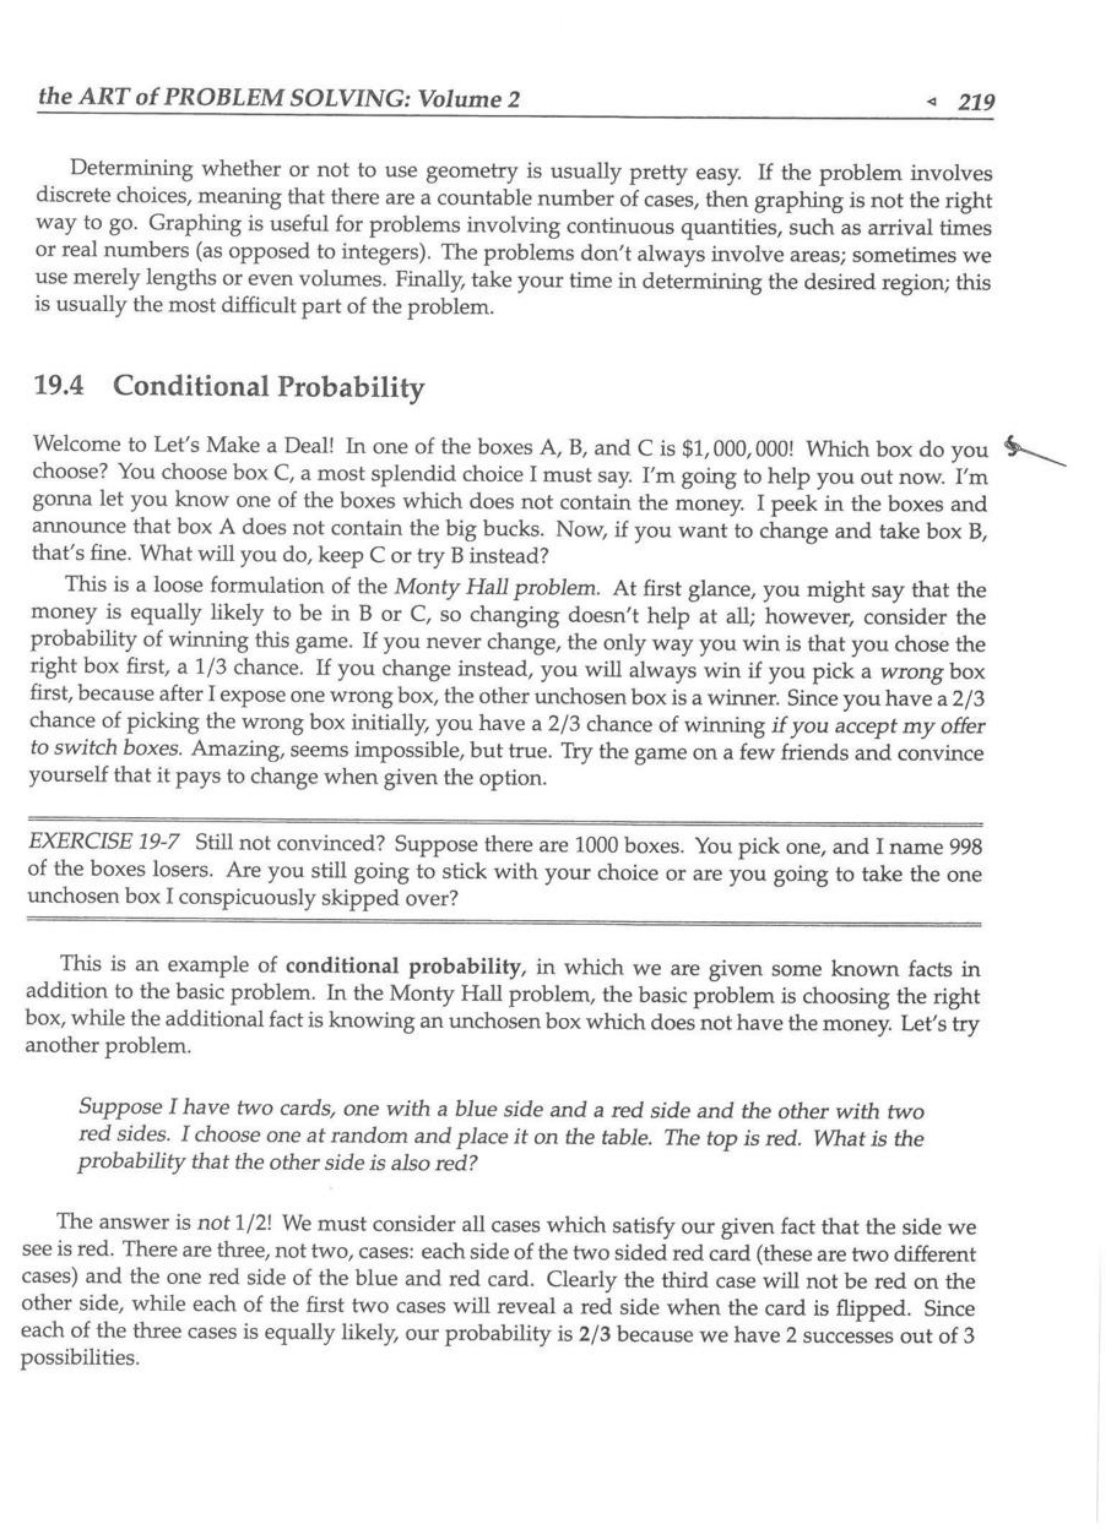 the ART of PROBLEM SOLVING: Volume 2 ◁ 219
Determining whether or not to use geometry is usually pretty easy. If the problem involves
discrete choices, meaning that there are a countable number of cases, then graphing is not the right
way to go. Graphing is useful for problems involving continuous quantities, such as arrival times
or real numbers (as opposed to integers). The problems don't always involve areas; sometimes we
use merely lengths or even volumes. Finally, take your time in determining the desired region; this
is usually the most difficult part of the problem.
19.4 Conditional Probability
Welcome to Let's Make a Deal! In one of the boxes A, B, and C is $1,000,000! Which box do you
choose? You choose box C, a most splendid choice I must say. I'm going to help you out now. I'm
gonna let you know one of the boxes which does not contain the money. I peek in the boxes and
announce that box A does not contain the big bucks. Now, if you want to change and take box B,
that's fine. What will you do, keep C or try B instead?
This is a loose formulation of the Monty Hall problem. At first glance, you might say that the
money is equally likely to be in B or C, so changing doesn't help at all; however, consider the
probability of winning this game. If you never change, the only way you win is that you chose the
right box first, a 1/3 chance. If you change instead, you will always win if you pick a wrong box
first, because after I expose one wrong box, the other unchosen box is a winner. Since you have a 2/3
chance of picking the wrong box initially, you have a 2/3 chance of winning if you accept my offer
to switch boxes. Amazing, seems impossible, but true. Try the game on a few friends and convince
yourself that it pays to change when given the option.
EXERCISE 19-7 Still not convinced? Suppose there are 1000 boxes. You pick one, and I name 998
of the boxes losers. Are you still going to stick with your choice or are you going to take the one
unchosen box I conspicuously skipped over?
This is an example of conditional probability, in which we are given some known facts in
addition to the basic problem. In the Monty Hall problem, the basic problem is choosing the right
box, while the additional fact is knowing an unchosen box which does not have the money. Let's try
another problem.
Suppose I have two cards, one with a blue side and a red side and the other with two
red sides. I choose one at random and place it on the table. The top is red. What is the
probability that the other side is also red?
The answer is not 1/2! We must consider all cases which satisfy our given fact that the side we
see is red. There are three, not two, cases: each side of the two sided red card (these are two different
cases) and the one red side of the blue and red card. Clearly the third case will not be red on the
other side, while each of the first two cases will reveal a red side when the card is flipped. Since
each of the three cases is equally likely, our probability is 2/3 because we have 2 successes out of 3
possibilities.